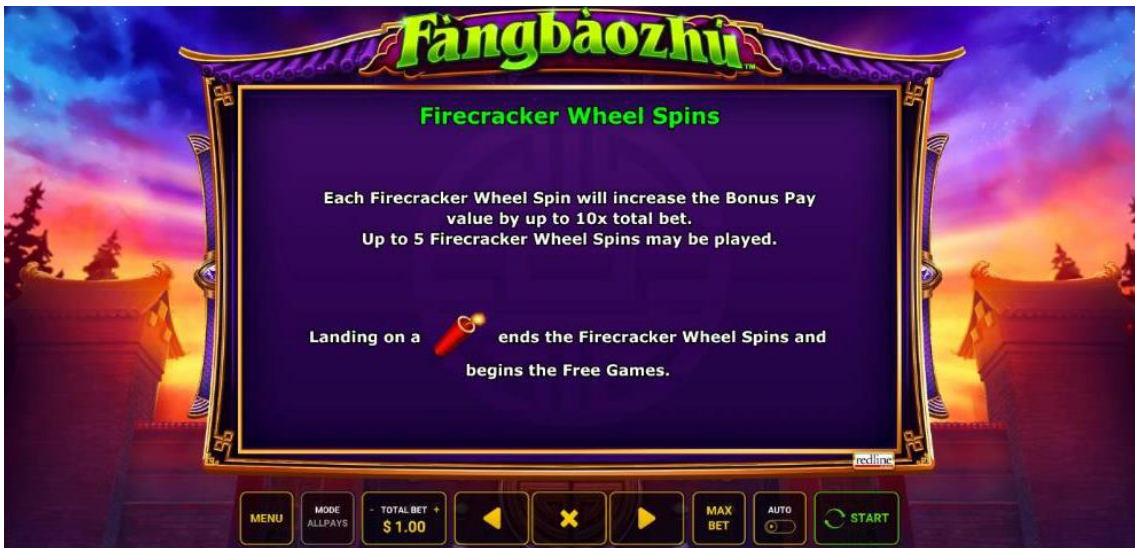 Fàngbàozhú™
Firecracker Wheel Spins
Each Firecracker Wheel Spin will increase the Bonus Pay
value by up to 10x total bet.
Up to 5 Firecracker Wheel Spins may be played.
Landing on a ends the Firecracker Wheel Spins and
begins the Free Games.
redline
MENU
MODE
ALLPAYS
- TOTAL BET +
$ 1.00
MAX
BET
AUTO
START